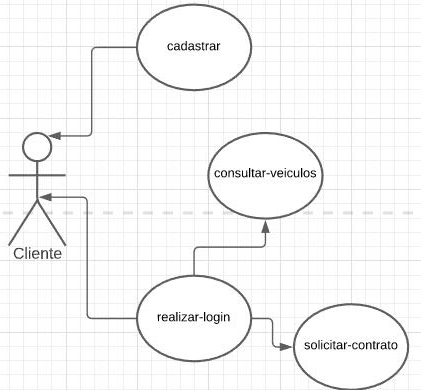 cadastrar
consultar-veiculos
Cliente
realizar-login
solicitar-contrato